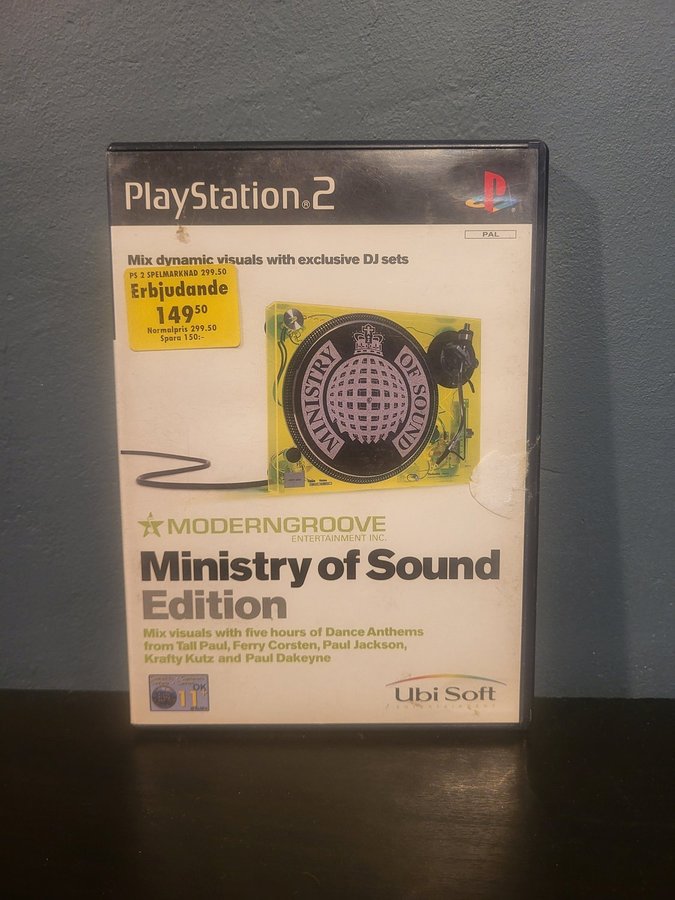 PlayStation®2
PAL
Mix dynamic visuals with exclusive DJ sets
PS 2 SPELMARKNAD 299.50
Erbjudande
149 50
Normalpris 299.50
Spara 150:-
MINISTRY OF SOUND
MODERNGROOVE
ENTERTAINMENT INC.
Ministry of Sound
Edition
Mix visuals with five hours of Dance Anthems
from Tall Paul, Ferry Corsten, Paul Jackson,
Krafty Kutz and Paul Dakeyne
11+
OK
Ubi Soft
entertainment